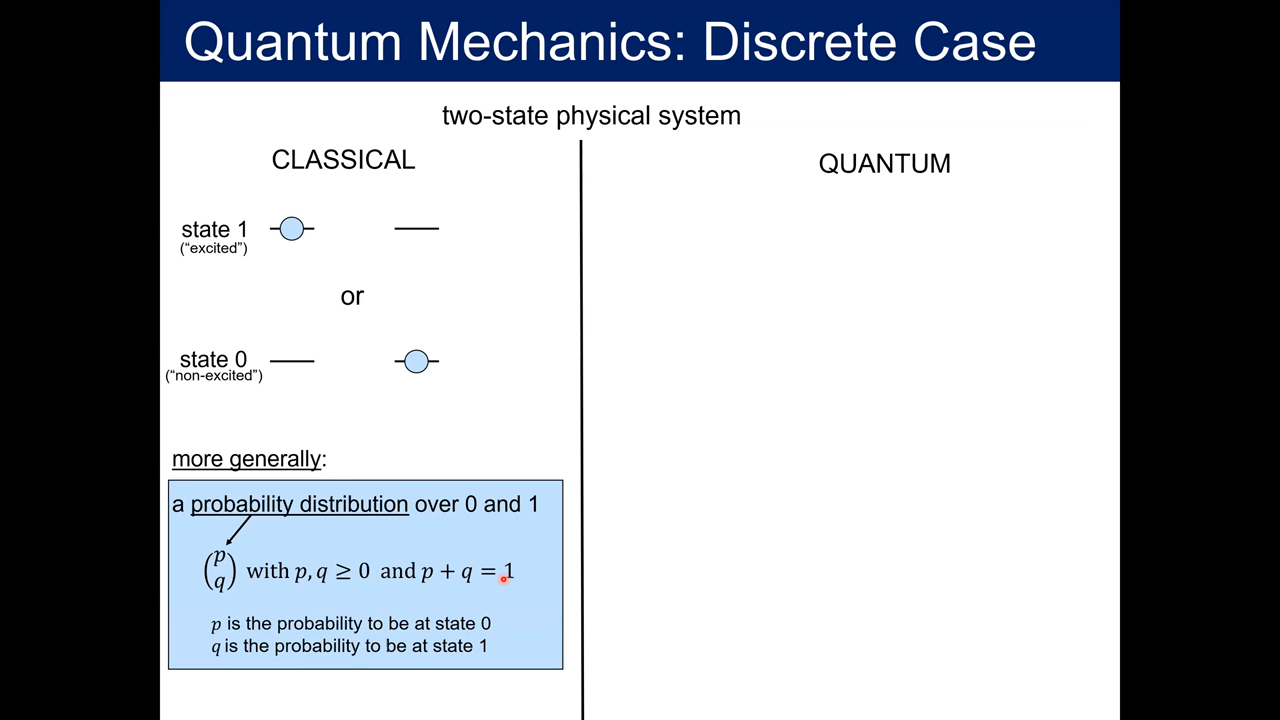 Quantum Mechanics: Discrete Case
two-state physical system
CLASSICAL
state 1
(“excited”)
or
state 0
(“non-excited”)
more generally:
a probability distribution over 0 and 1
(p q) with p, q ≥ 0 and p + q = 1
p is the probability to be at state 0
q is the probability to be at state 1
QUANTUM